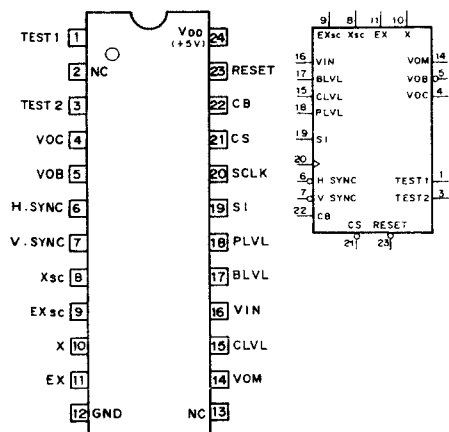 TEST 1 1 VDD (+5V) 24
2 NC 23 RESET
TEST 2 3 22 CB
VOC 4 21 CS
VOB 5 20 SCLK
H.SYNC 6 19 SI
V.SYNC 7 18 PLVL
Xsc 8 17 BLVL
EXsc 9 16 VIN
X 10 15 CLVL
EX 11 14 VOM
12 GND NC 13
9 8 11 10
EXsc Xsc EX X
16 VIN VOM 14
17 BLVL VOB 5
15 CLVL VOC 4
18 PLVL
19 SI
20
6 H SYNC TEST1 1
7 V SYNC TEST2 3
22 CB
CS RESET
21 23